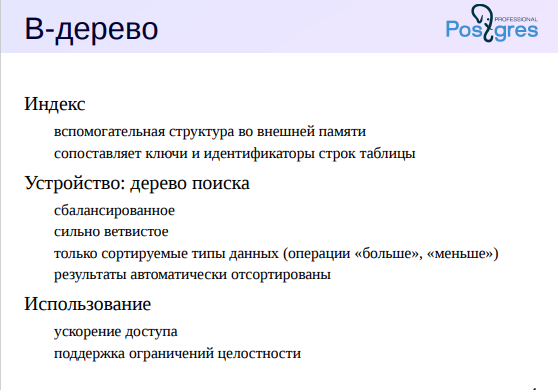 В-дерево
PROFESSIONAL
Postgres
Индекс
вспомогательная структура во внешней памяти
сопоставляет ключи и идентификаторы строк таблицы
Устройство: дерево поиска
сбалансированное
сильно ветвистое
только сортируемые типы данных (операции «больше», «меньше»)
результаты автоматически отсортированы
Использование
ускорение доступа
поддержка ограничений целостности